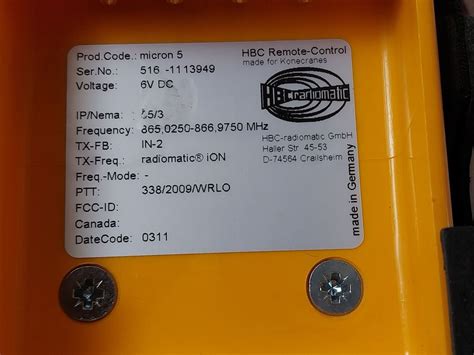 Prod.Code.: micron 5
Ser.No.: 516 -1113949
Voltage: 6V DC
IP/Nema: 65/3
Frequency: 865,0250-866,9750 MHz
TX-FB: IN-2
TX-Freq.: radiomatic® iON
Freq.-Mode: -
PTT: 338/2009/WRLO
FCC-ID:
Canada:
DateCode: 0311
HBC Remote-Control
made for Konecranes
HBCradiomatic
HBC-radiomatic GmbH
Haller Str. 45-53
D-74564 Crailsheim
made in Germany